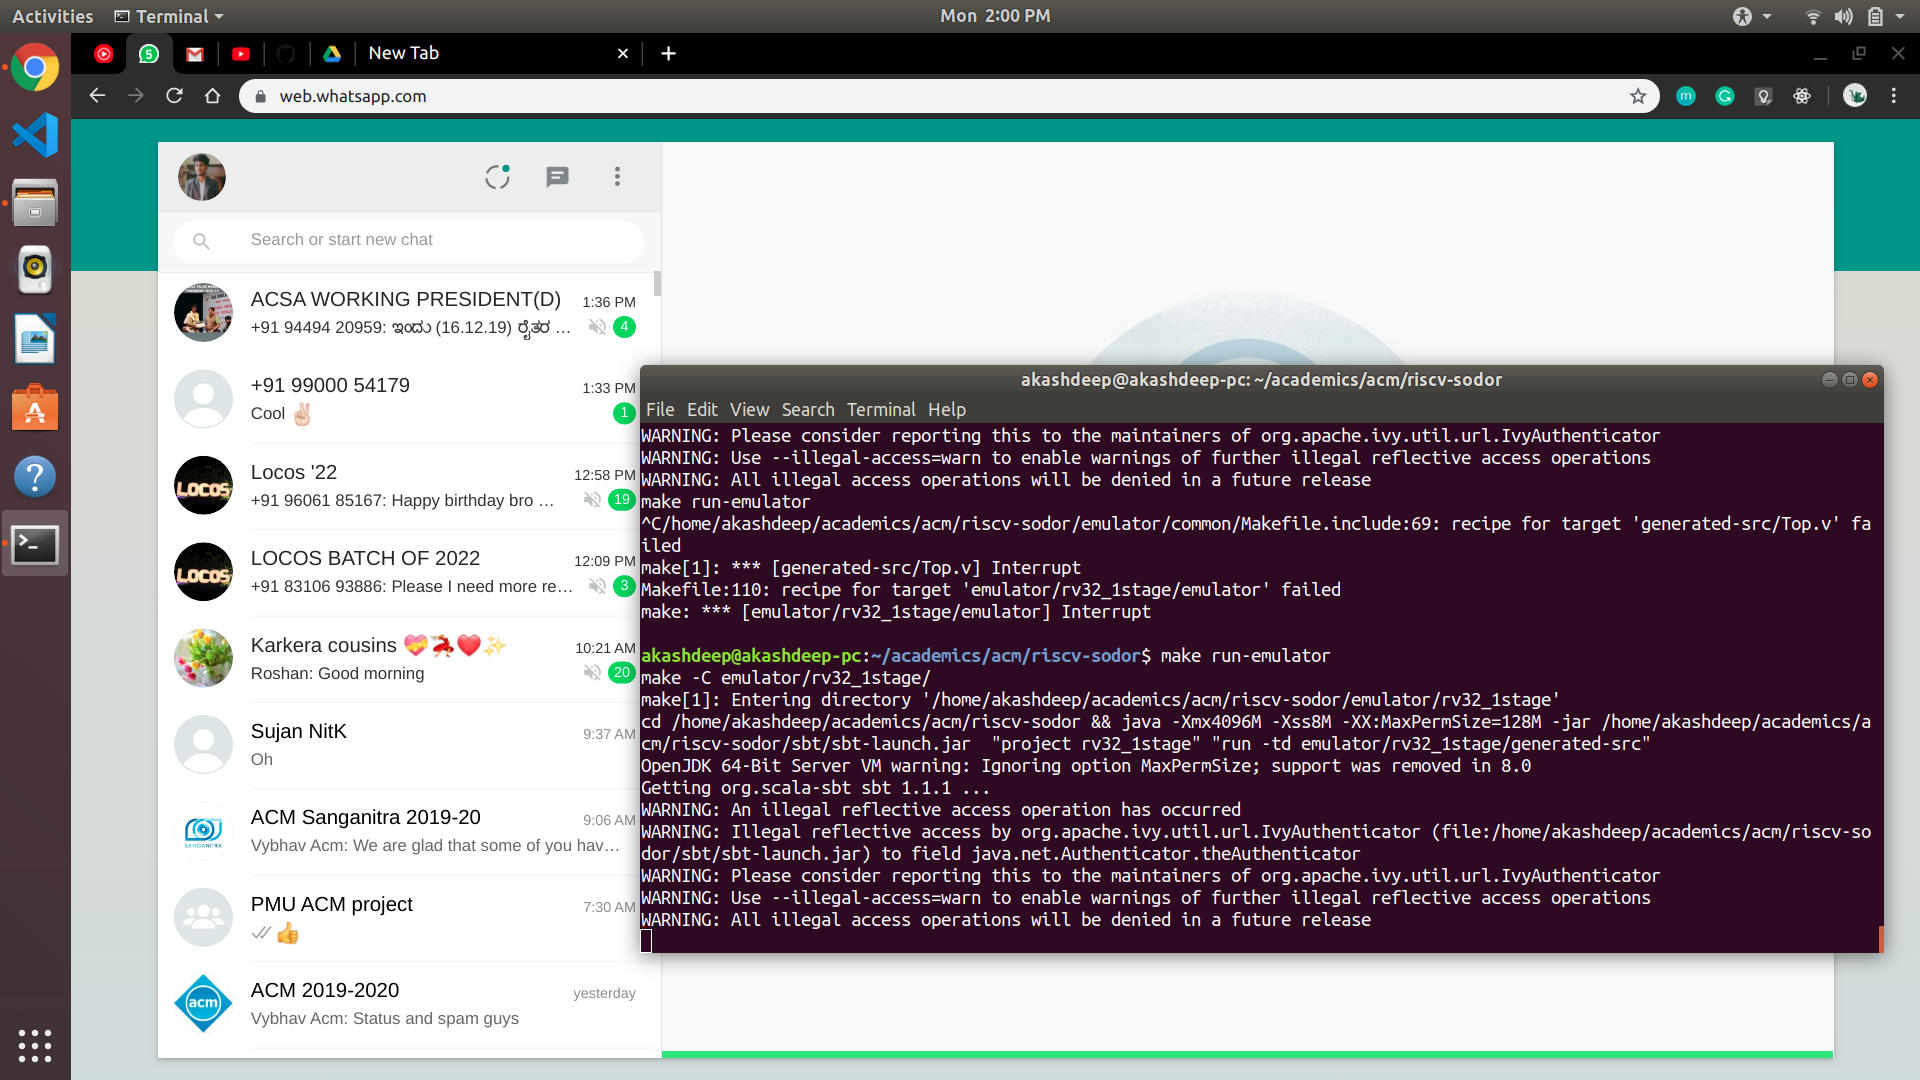 Activities
Terminal
Mon 2:00 PM
5
New Tab
web.whatsapp.com
Search or start new chat
ACSA WORKING PRESIDENT(D)
1:36 PM
+91 94494 20959: ಇಂದು (16.12.19) ರೈತರ ...
4
+91 99000 54179
1:33 PM
Cool ✌🏻
1
Locos '22
12:58 PM
+91 96061 85167: Happy birthday bro ...
19
LOCOS BATCH OF 2022
12:09 PM
+91 83106 93886: Please I need more re...
3
Karkera cousins 💝💃❤️✨
10:21 AM
Roshan: Good morning
20
Sujan NitK
9:37 AM
Oh
ACM Sanganitra 2019-20
9:06 AM
Vybhav Acm: We are glad that some of you hav...
PMU ACM project
7:30 AM
👍
ACM 2019-2020
yesterday
Vybhav Acm: Status and spam guys
LOCOS
LOCOS
SANGANITRA
acm
akashdeep@akashdeep-pc: ~/academics/acm/riscv-sodor
File Edit View Search Terminal Help
WARNING: Please consider reporting this to the maintainers of org.apache.ivy.util.url.IvyAuthenticator
WARNING: Use --illegal-access=warn to enable warnings of further illegal reflective access operations
WARNING: All illegal access operations will be denied in a future release
make run-emulator
^C/home/akashdeep/academics/acm/riscv-sodor/emulator/common/Makefile.include:69: recipe for target 'generated-src/Top.v' fa
iled
make[1]: *** [generated-src/Top.v] Interrupt
Makefile:110: recipe for target 'emulator/rv32_1stage/emulator' failed
make: *** [emulator/rv32_1stage/emulator] Interrupt
akashdeep@akashdeep-pc:~/academics/acm/riscv-sodor$ make run-emulator
make -C emulator/rv32_1stage/
make[1]: Entering directory '/home/akashdeep/academics/acm/riscv-sodor/emulator/rv32_1stage'
cd /home/akashdeep/academics/acm/riscv-sodor && java -Xmx4096M -Xss8M -XX:MaxPermSize=128M -jar /home/akashdeep/academics/a
cm/riscv-sodor/sbt/sbt-launch.jar  "project rv32_1stage" "run -td emulator/rv32_1stage/generated-src"
OpenJDK 64-Bit Server VM warning: Ignoring option MaxPermSize; support was removed in 8.0
Getting org.scala-sbt sbt 1.1.1 ...
WARNING: An illegal reflective access operation has occurred
WARNING: Illegal reflective access by org.apache.ivy.util.url.IvyAuthenticator (file:/home/akashdeep/academics/acm/riscv-so
dor/sbt/sbt-launch.jar) to field java.net.Authenticator.theAuthenticator
WARNING: Please consider reporting this to the maintainers of org.apache.ivy.util.url.IvyAuthenticator
WARNING: Use --illegal-access=warn to enable warnings of further illegal reflective access operations
WARNING: All illegal access operations will be denied in a future release